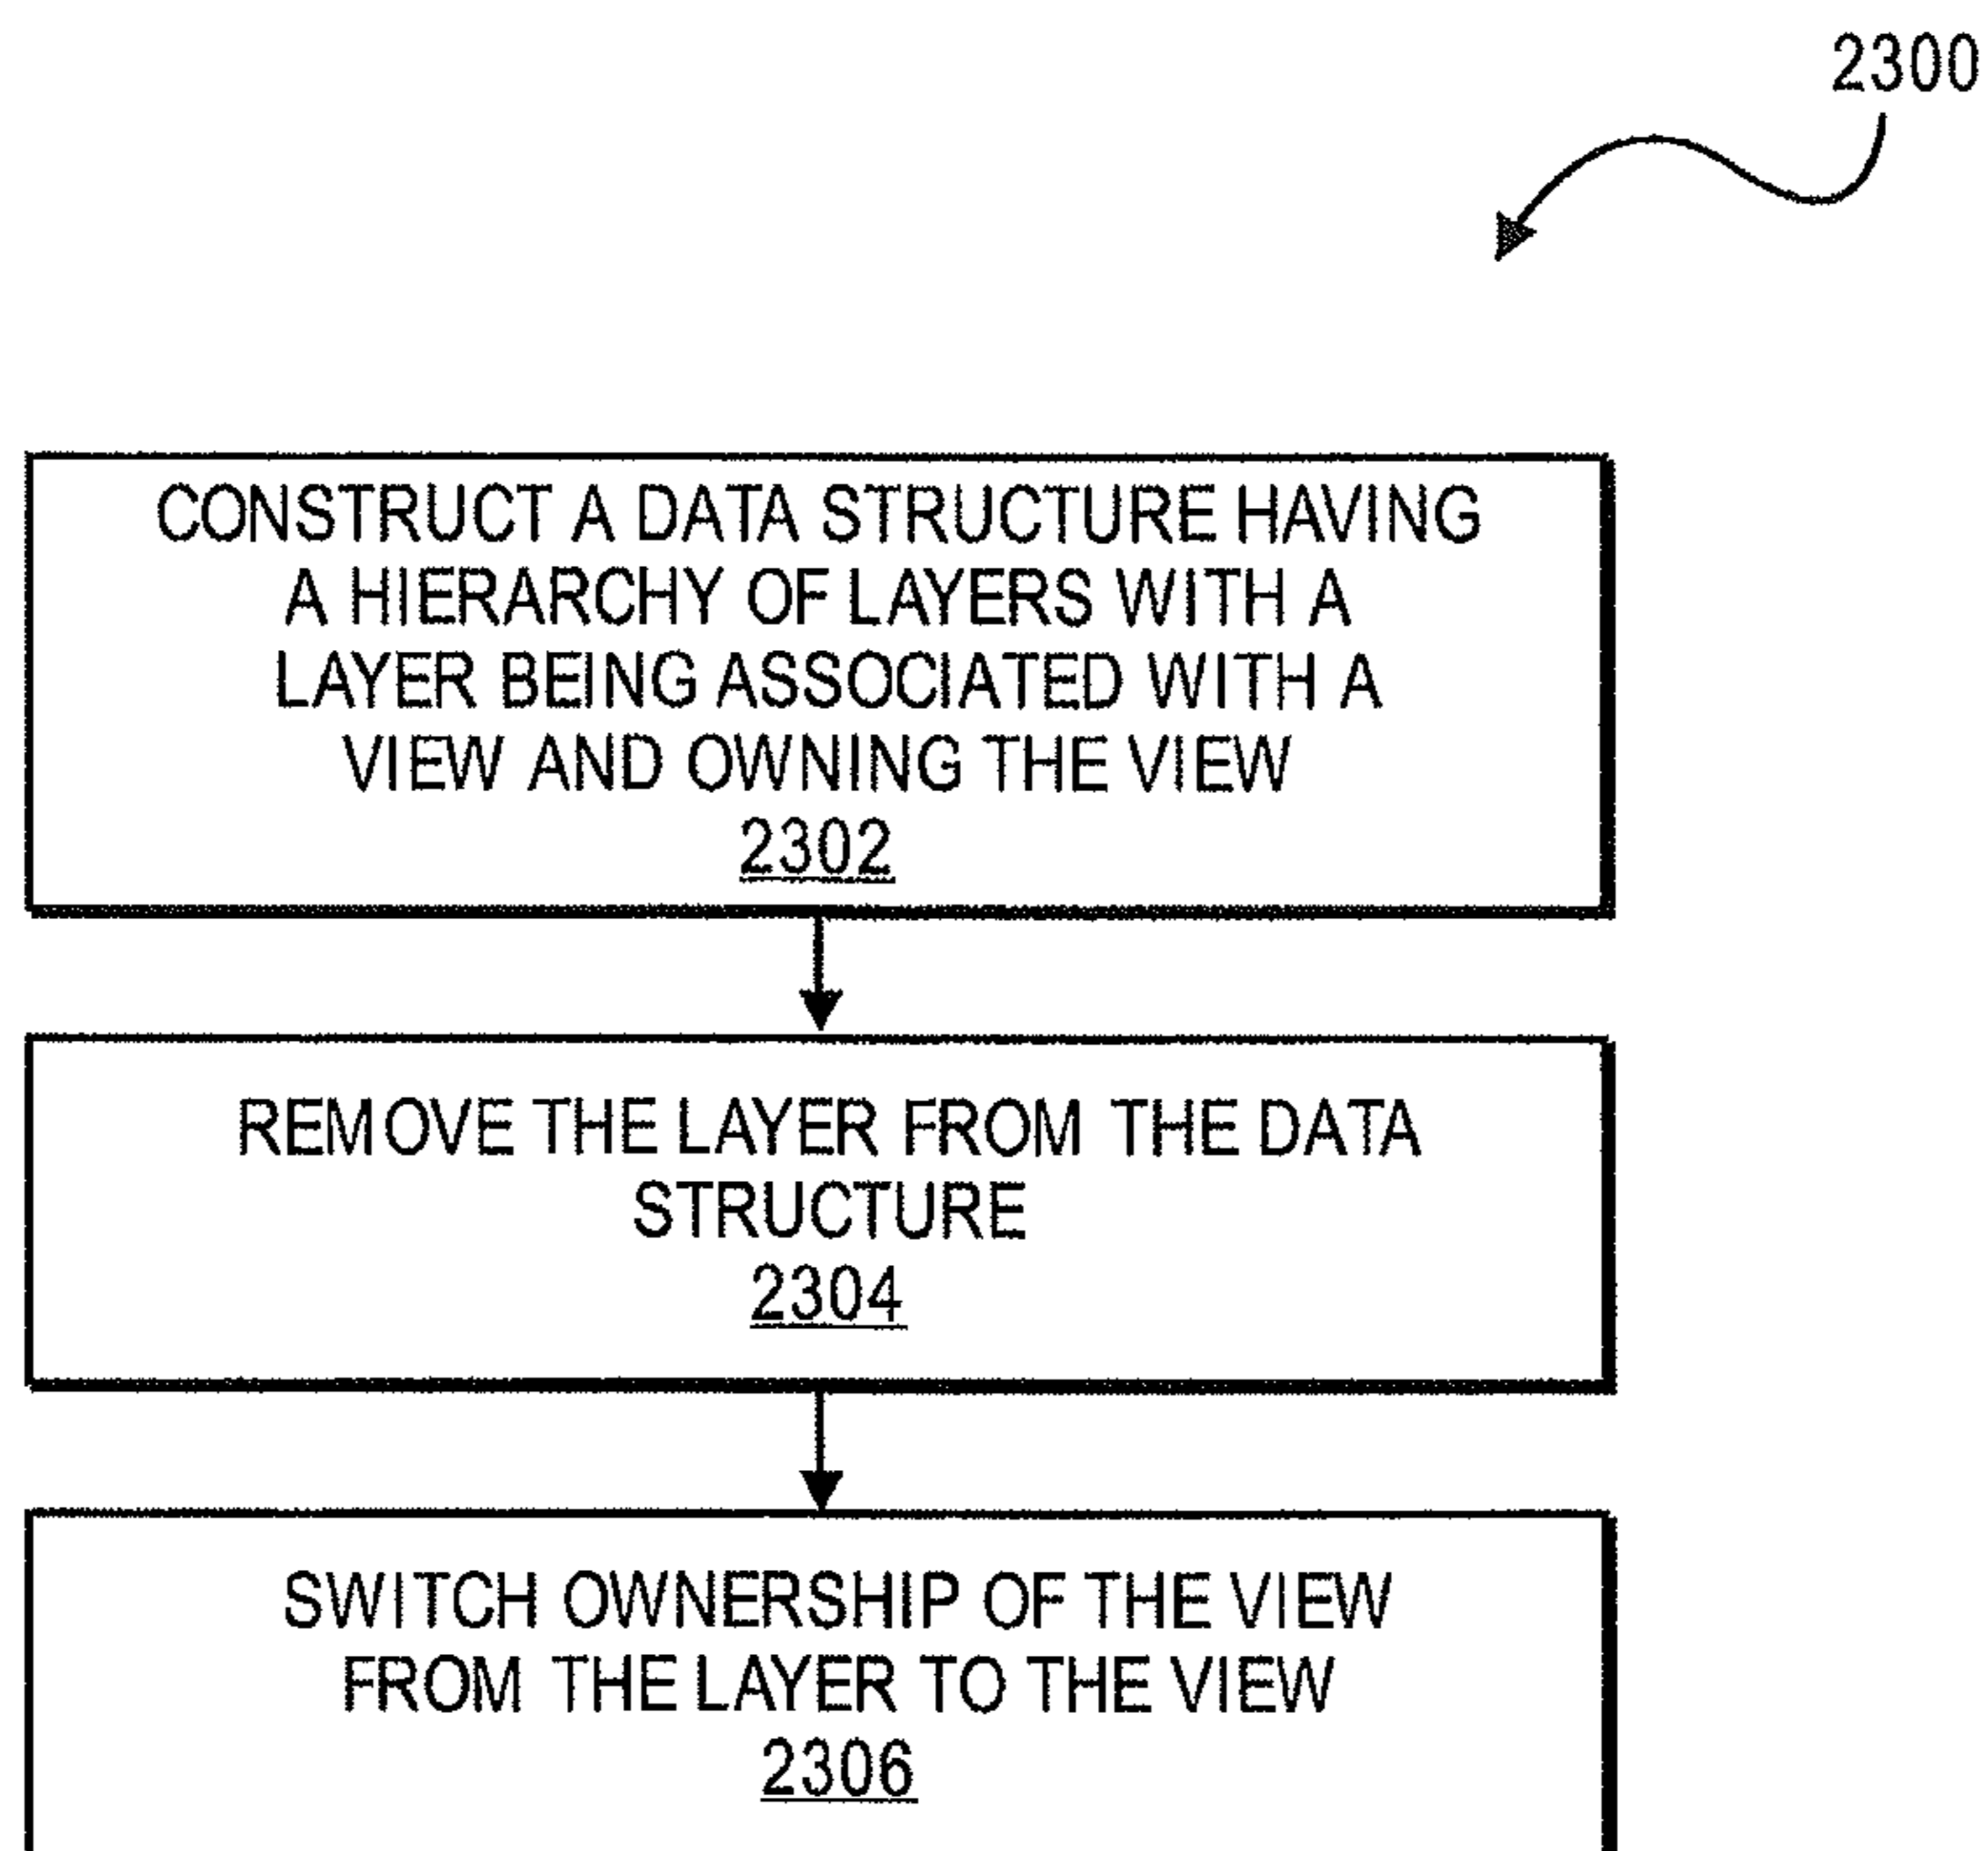 2300
CONSTRUCT A DATA STRUCTURE HAVING
A HIERARCHY OF LAYERS WITH A
LAYER BEING ASSOCIATED WITH A
VIEW AND OWNING THE VIEW
2302
REMOVE THE LAYER FROM THE DATA
STRUCTURE
2304
SWITCH OWNERSHIP OF THE VIEW
FROM THE LAYER TO THE VIEW
2306